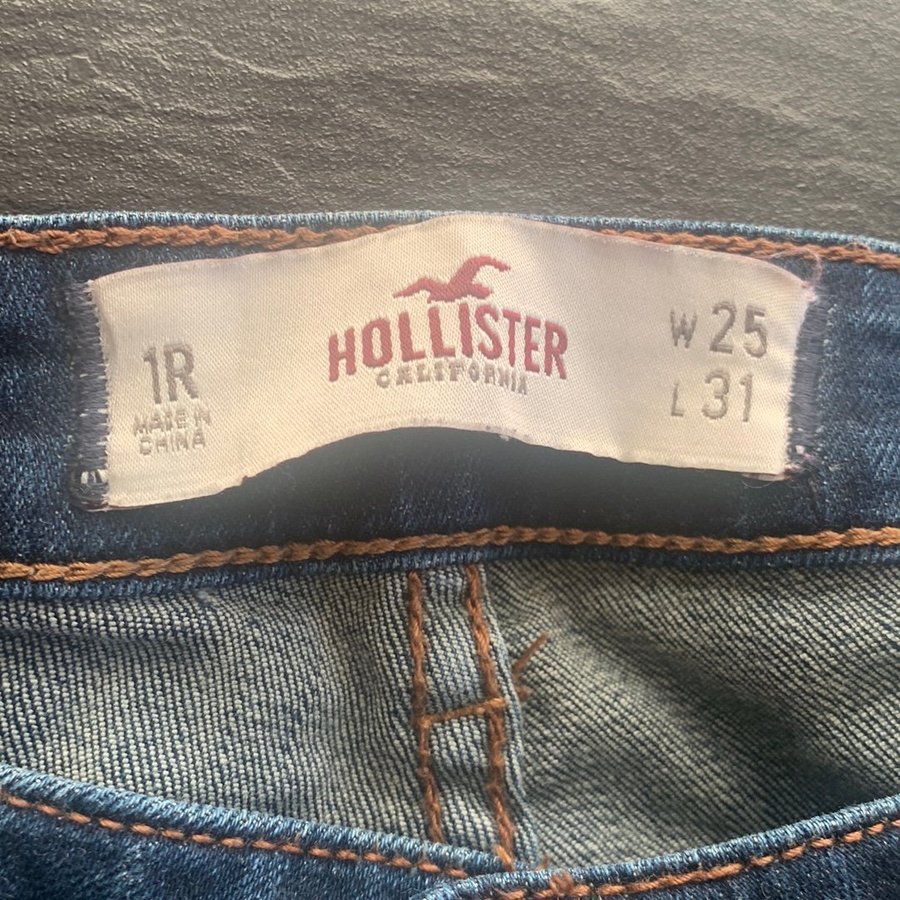 1R
MADE IN
CHINA
HOLLISTER
CALIFORNIA
W 25
L 31